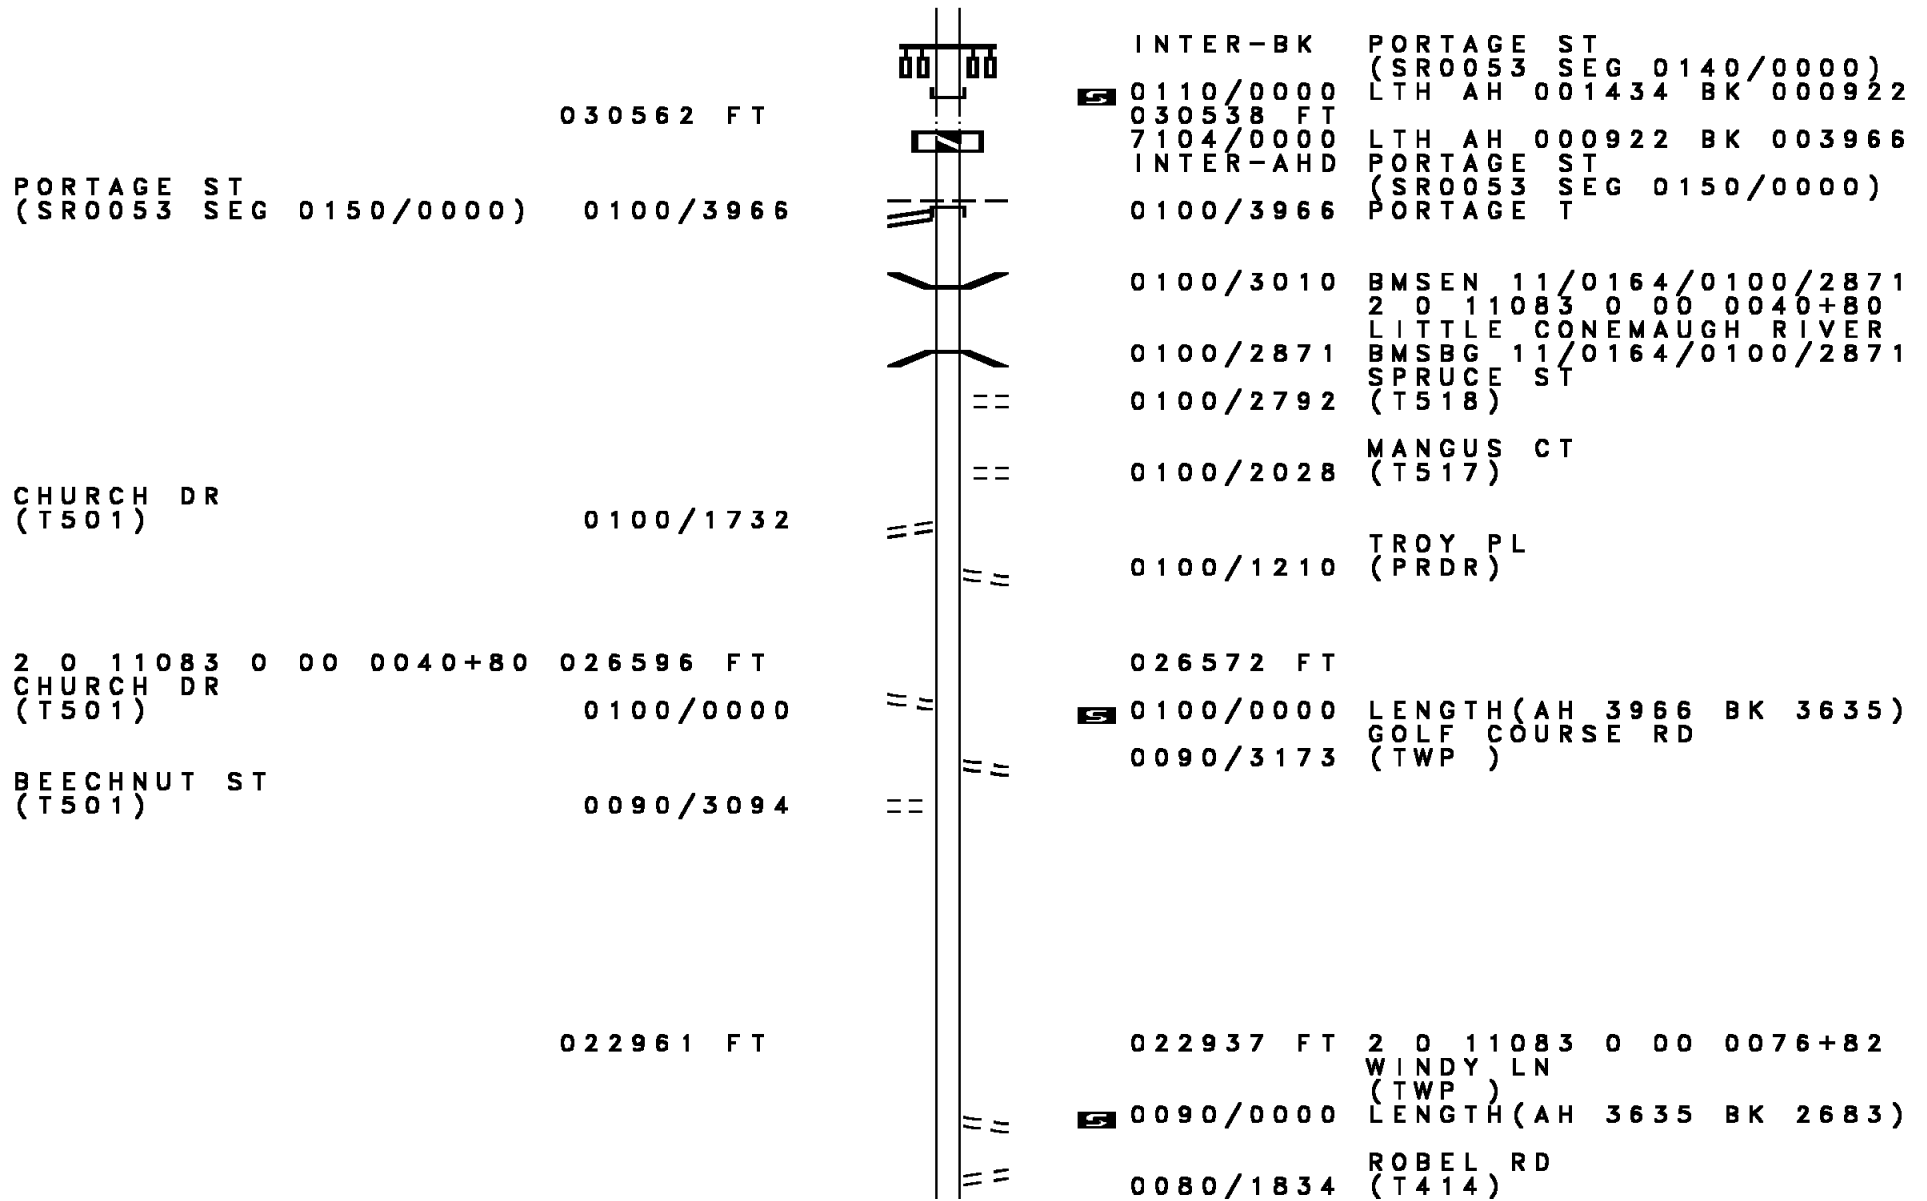 INTER-BK PORTAGE ST
(SR0053 SEG 0140/0000)
0110/0000 LTH AH 001434 BK 000922
030562 FT 030538 FT
7104/0000 LTH AH 000922 BK 003966
INTER-AHD PORTAGE ST
PORTAGE ST (SR0053 SEG 0150/0000)
(SR0053 SEG 0150/0000) 0100/3966 0100/3966 PORTAGE T
0100/3010 BMSEN 11/0164/0100/2871
2 0 11083 0 00 0040+80
LITTLE CONEMAUGH RIVER
0100/2871 BMSBG 11/0164/0100/2871
SPRUCE ST
0100/2792 (T518)
MANGUS CT
0100/2028 (T517)
CHURCH DR
(T501) 0100/1732
TROY PL
0100/1210 (PRDR)
2 0 11083 0 00 0040+80 026596 FT 026572 FT
CHURCH DR
(T501) 0100/0000 0100/0000 LENGTH(AH 3966 BK 3635)
GOLF COURSE RD
0090/3173 (TWP )
BEECHNUT ST
(T501) 0090/3094
022961 FT 022937 FT 2 0 11083 0 00 0076+82
WINDY LN
(TWP )
0090/0000 LENGTH(AH 3635 BK 2683)
ROBEL RD
0080/1834 (T414)